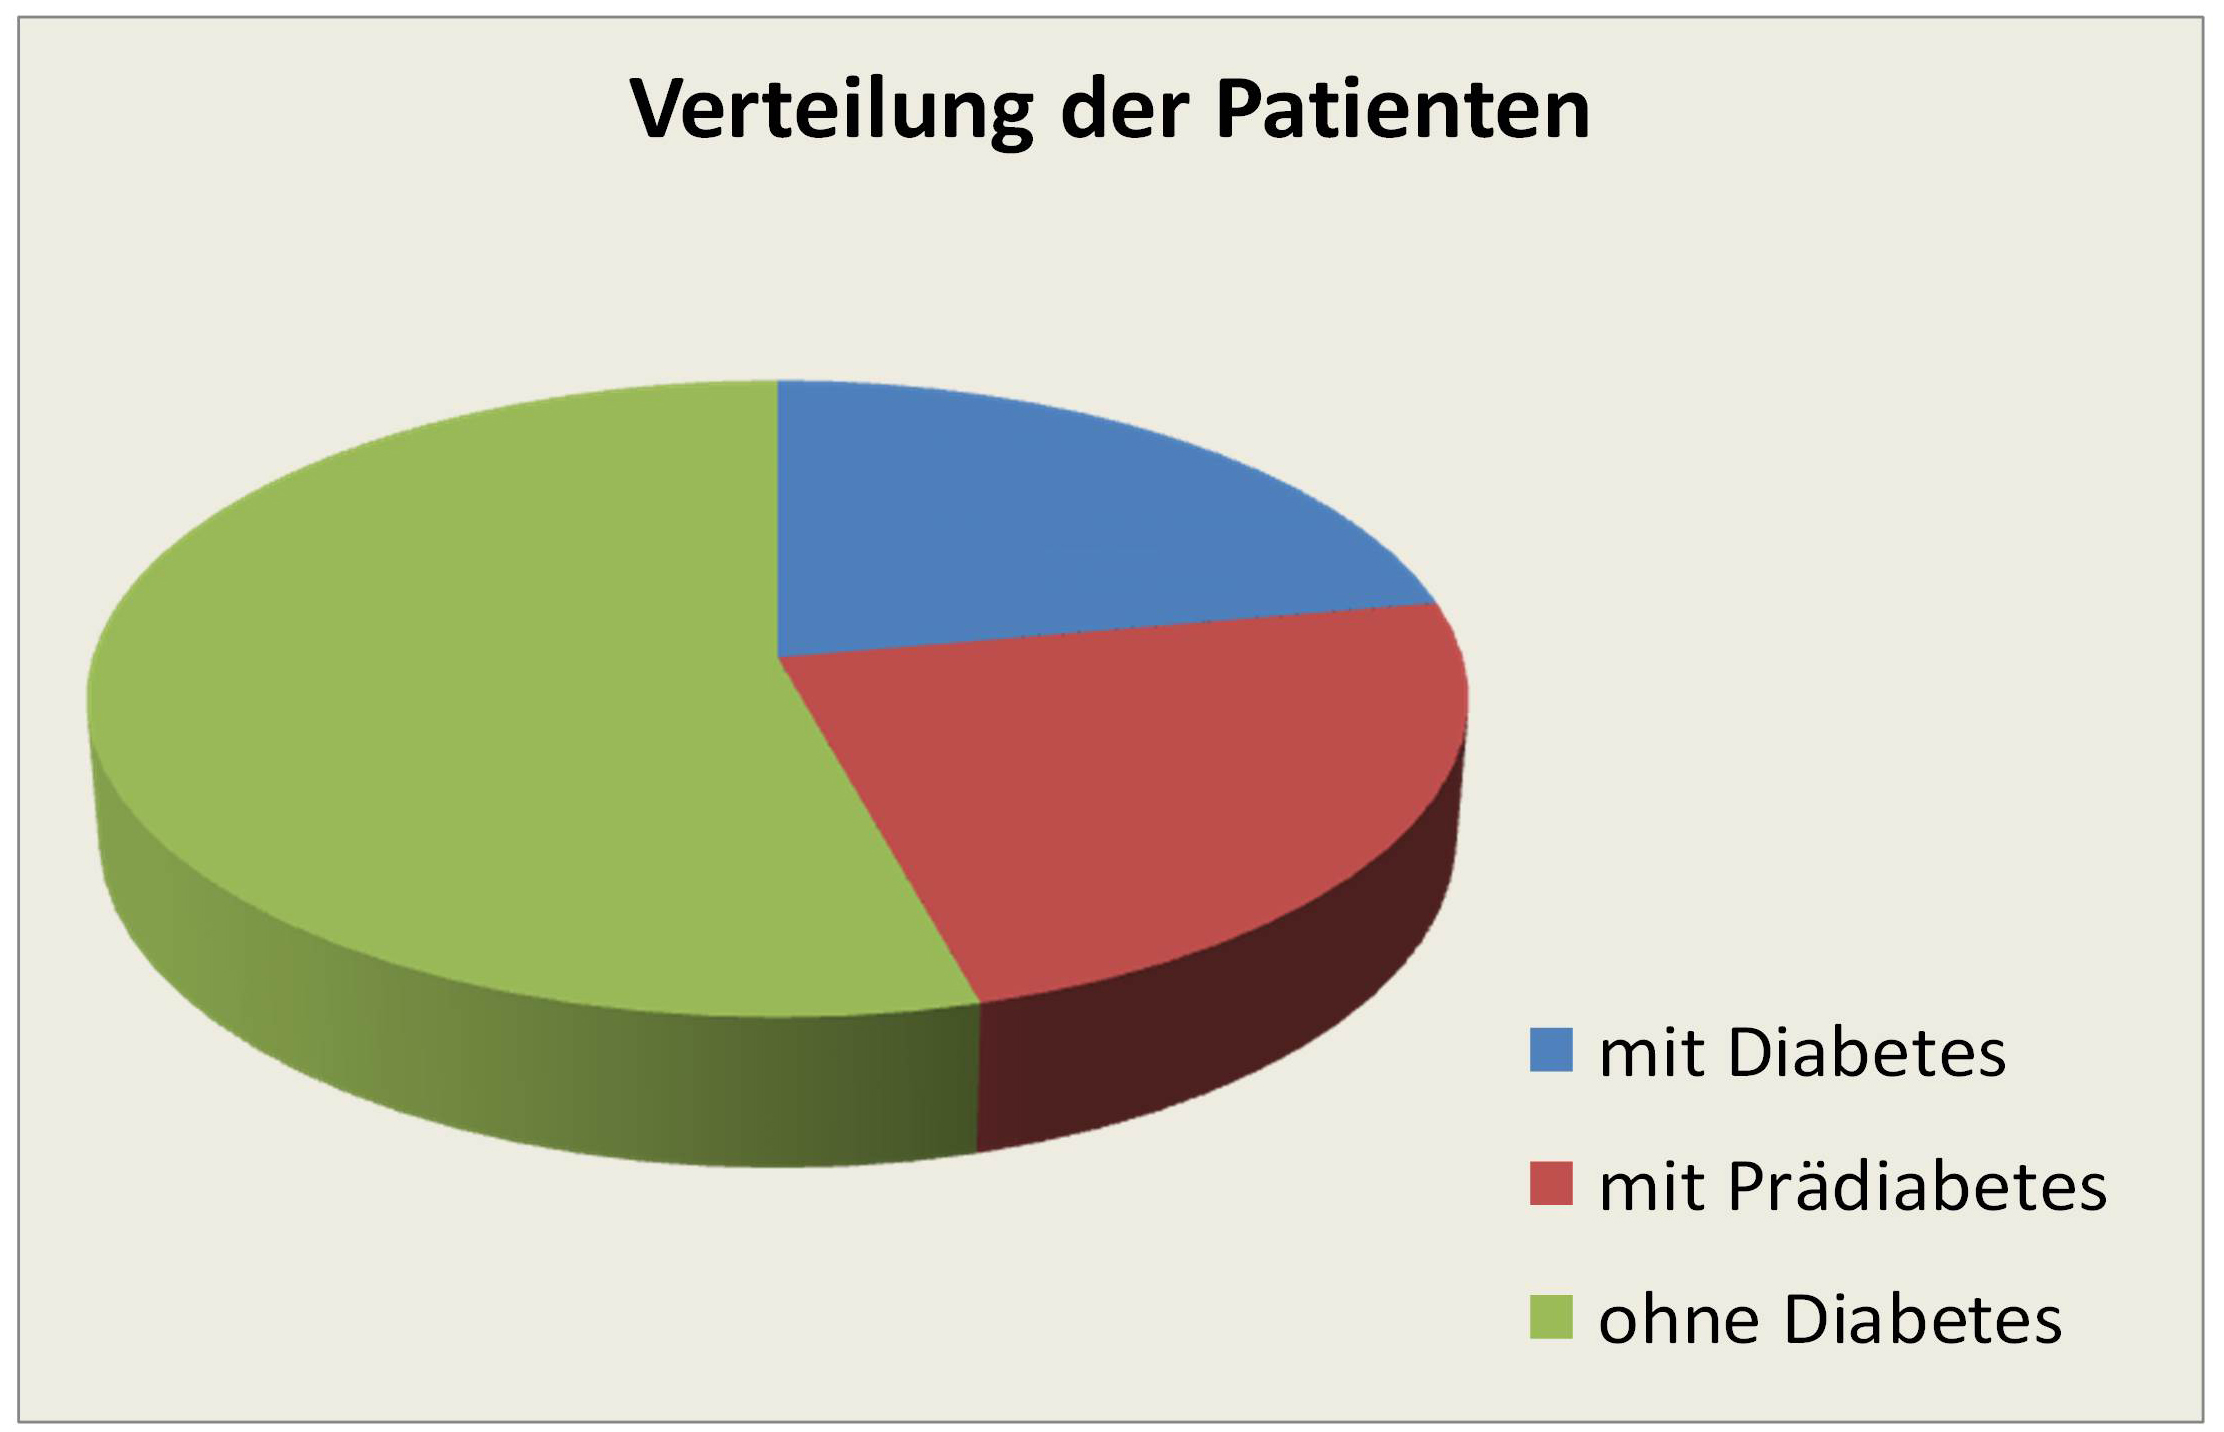 Verteilung der Patienten
mit Diabetes
mit Prädiabetes
ohne Diabetes